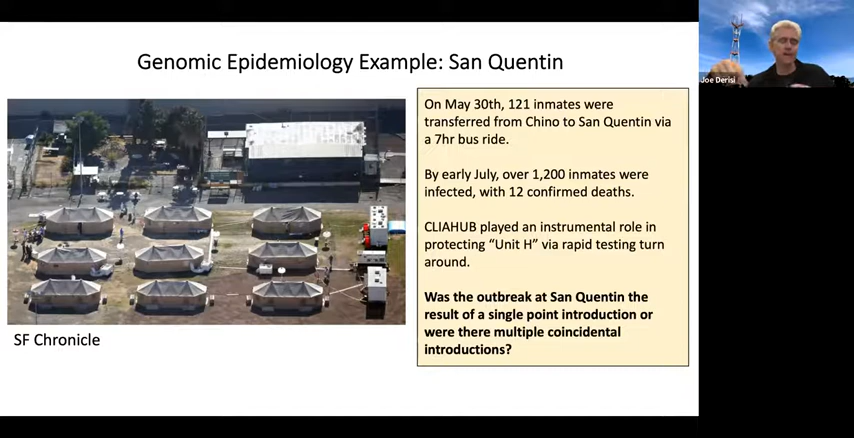 Genomic Epidemiology Example: San Quentin
Joe Derisi
On May 30th, 121 inmates were
transferred from Chino to San Quentin via
a 7hr bus ride.
By early July, over 1,200 inmates were
infected, with 12 confirmed deaths.
CLIAHUB played an instrumental role in
protecting “Unit H” via rapid testing turn
around.
Was the outbreak at San Quentin the
result of a single point introduction or
were there multiple coincidental
introductions?
SF Chronicle